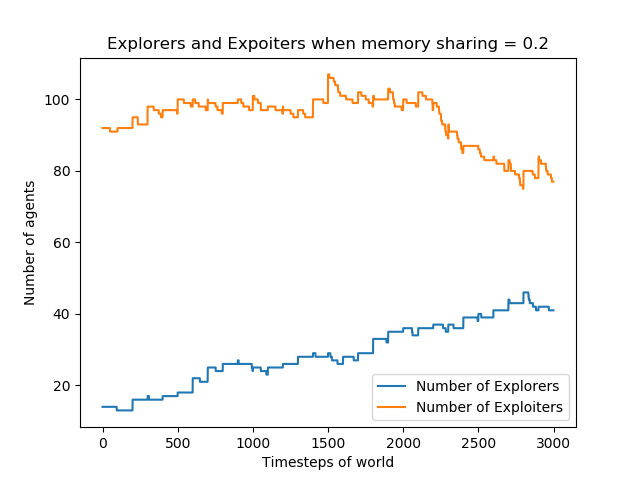 Explorers and Expoiters when memory sharing = 0.2
Number of agents
100
80
60
40
20
0
500
1000
1500
2000
2500
3000
Timesteps of world
Number of Explorers
Number of Exploiters